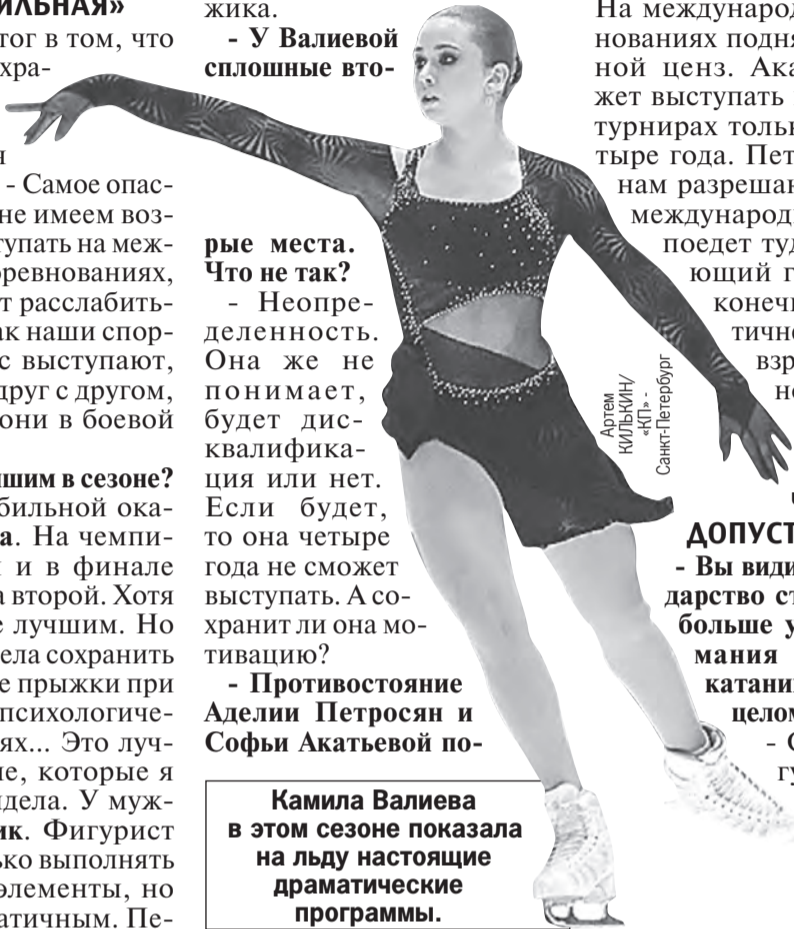 ИЛЬНАЯ»
тог в том, что
хра-
я
- Самое опас-
не имеем воз-
тупать на меж-
оревнованиях,
т расслабить-
ак наши спор-
с выступают,
друг с другом,
они в боевой
шим в сезоне?
бильной ока-
а. На чемпи-
и в финале
а второй. Хотя
е лучшим. Но
ела сохранить
е прыжки при
психологиче-
ях... Это луч-
ие, которые я
идела. У муж-
ик. Фигурист
ько выполнять
элементы, но
атичным. Пе-
жика.
- У Валиевой
сплошные вто-
рые места.
Что не так?
- Неопре-
деленность.
Она же не
понимает,
будет дис-
квалифика-
ция или нет.
Если будет,
то она четыре
года не сможет
выступать. А со-
хранит ли она мо-
тивацию?
- Противостояние
Аделии Петросян и
Софьи Акатьевой по-
Камила Валиева
в этом сезоне показала
на льду настоящие
драматические
программы.
Артем
КИЛЬКИН/
«КП» -
Санкт-Петербург
На международ
нованиях подня
ной ценз. Ака
жет выступать
турнирах тольк
тыре года. Пет
нам разрешан
международ
поедет туд
ющий г
конечн
тично
взр
не
ДОПУСТ
- Вы види
дарство ст
больше у
мания
катани
целом
- С
гу